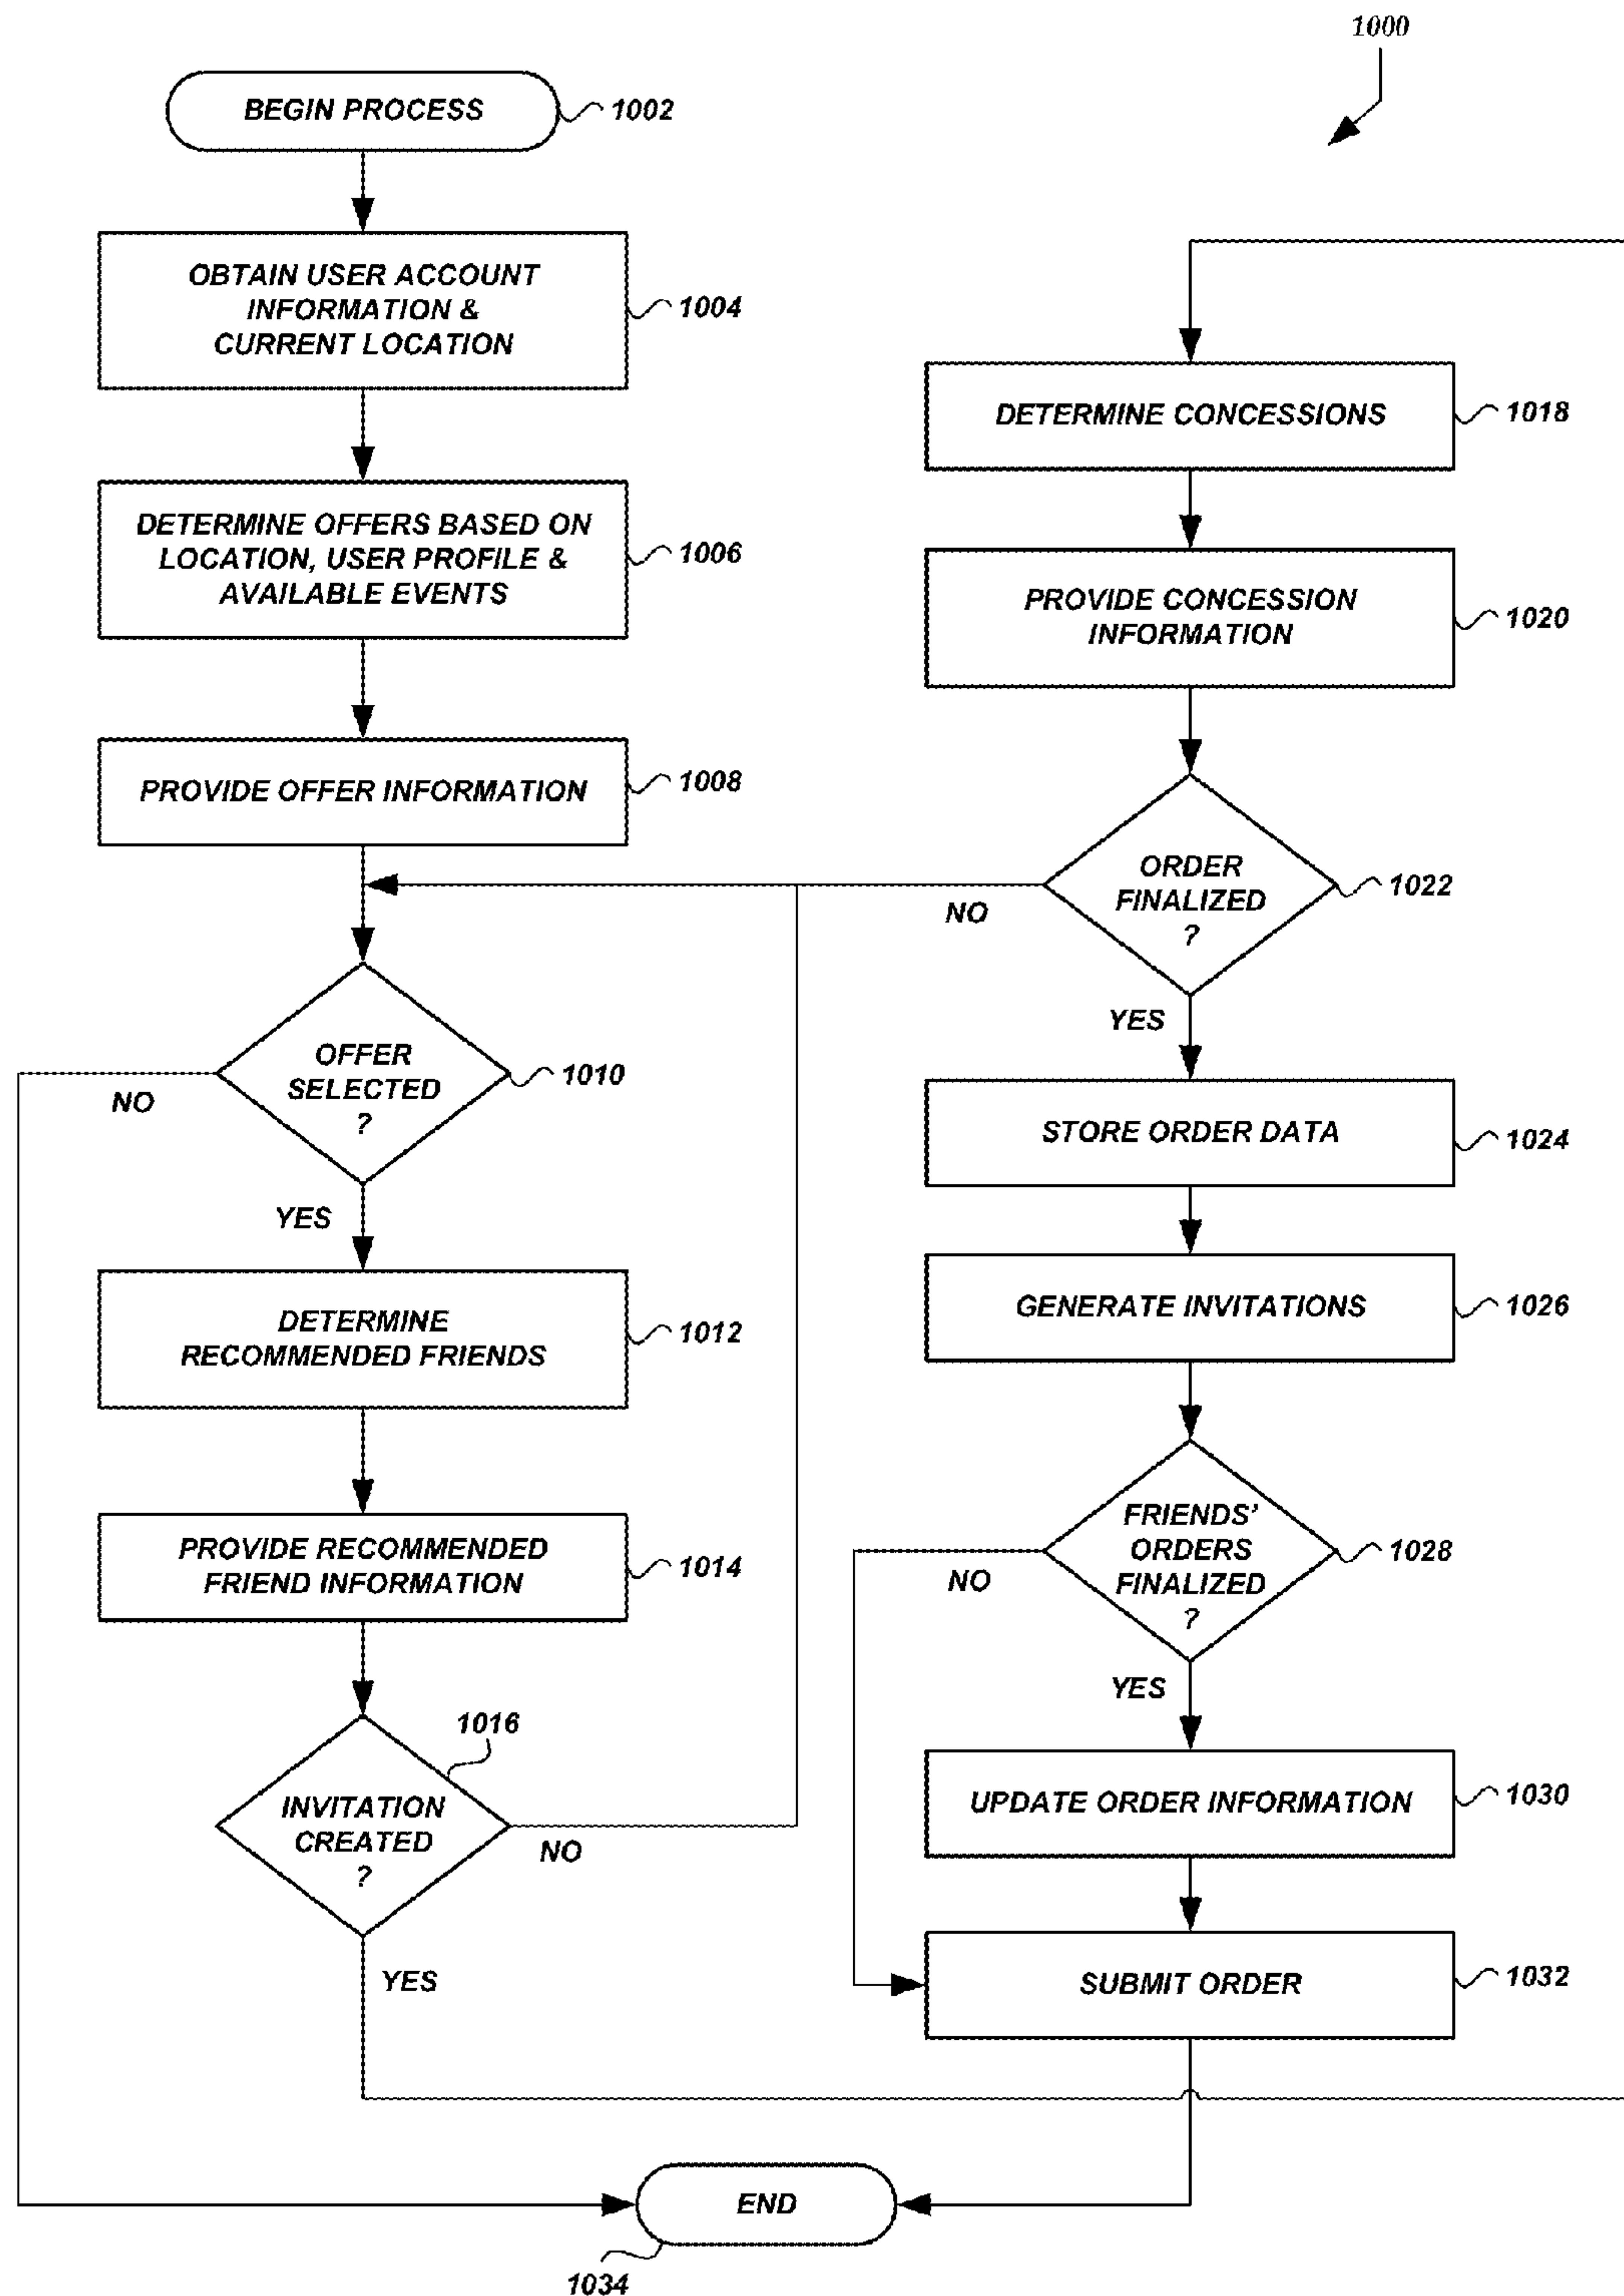 1000
BEGIN PROCESS
1002
OBTAIN USER ACCOUNT
INFORMATION &
CURRENT LOCATION
1004
DETERMINE OFFERS BASED ON
LOCATION, USER PROFILE &
AVAILABLE EVENTS
1006
PROVIDE OFFER INFORMATION
1008
OFFER
SELECTED
?
1010
NO
YES
DETERMINE
RECOMMENDED FRIENDS
1012
PROVIDE RECOMMENDED
FRIEND INFORMATION
1014
1016
INVITATION
CREATED
?
NO
YES
DETERMINE CONCESSIONS
1018
PROVIDE CONCESSION
INFORMATION
1020
ORDER
FINALIZED
?
1022
NO
YES
STORE ORDER DATA
1024
GENERATE INVITATIONS
1026
FRIENDS’
ORDERS
FINALIZED
?
1028
NO
YES
UPDATE ORDER INFORMATION
1030
SUBMIT ORDER
1032
END
1034